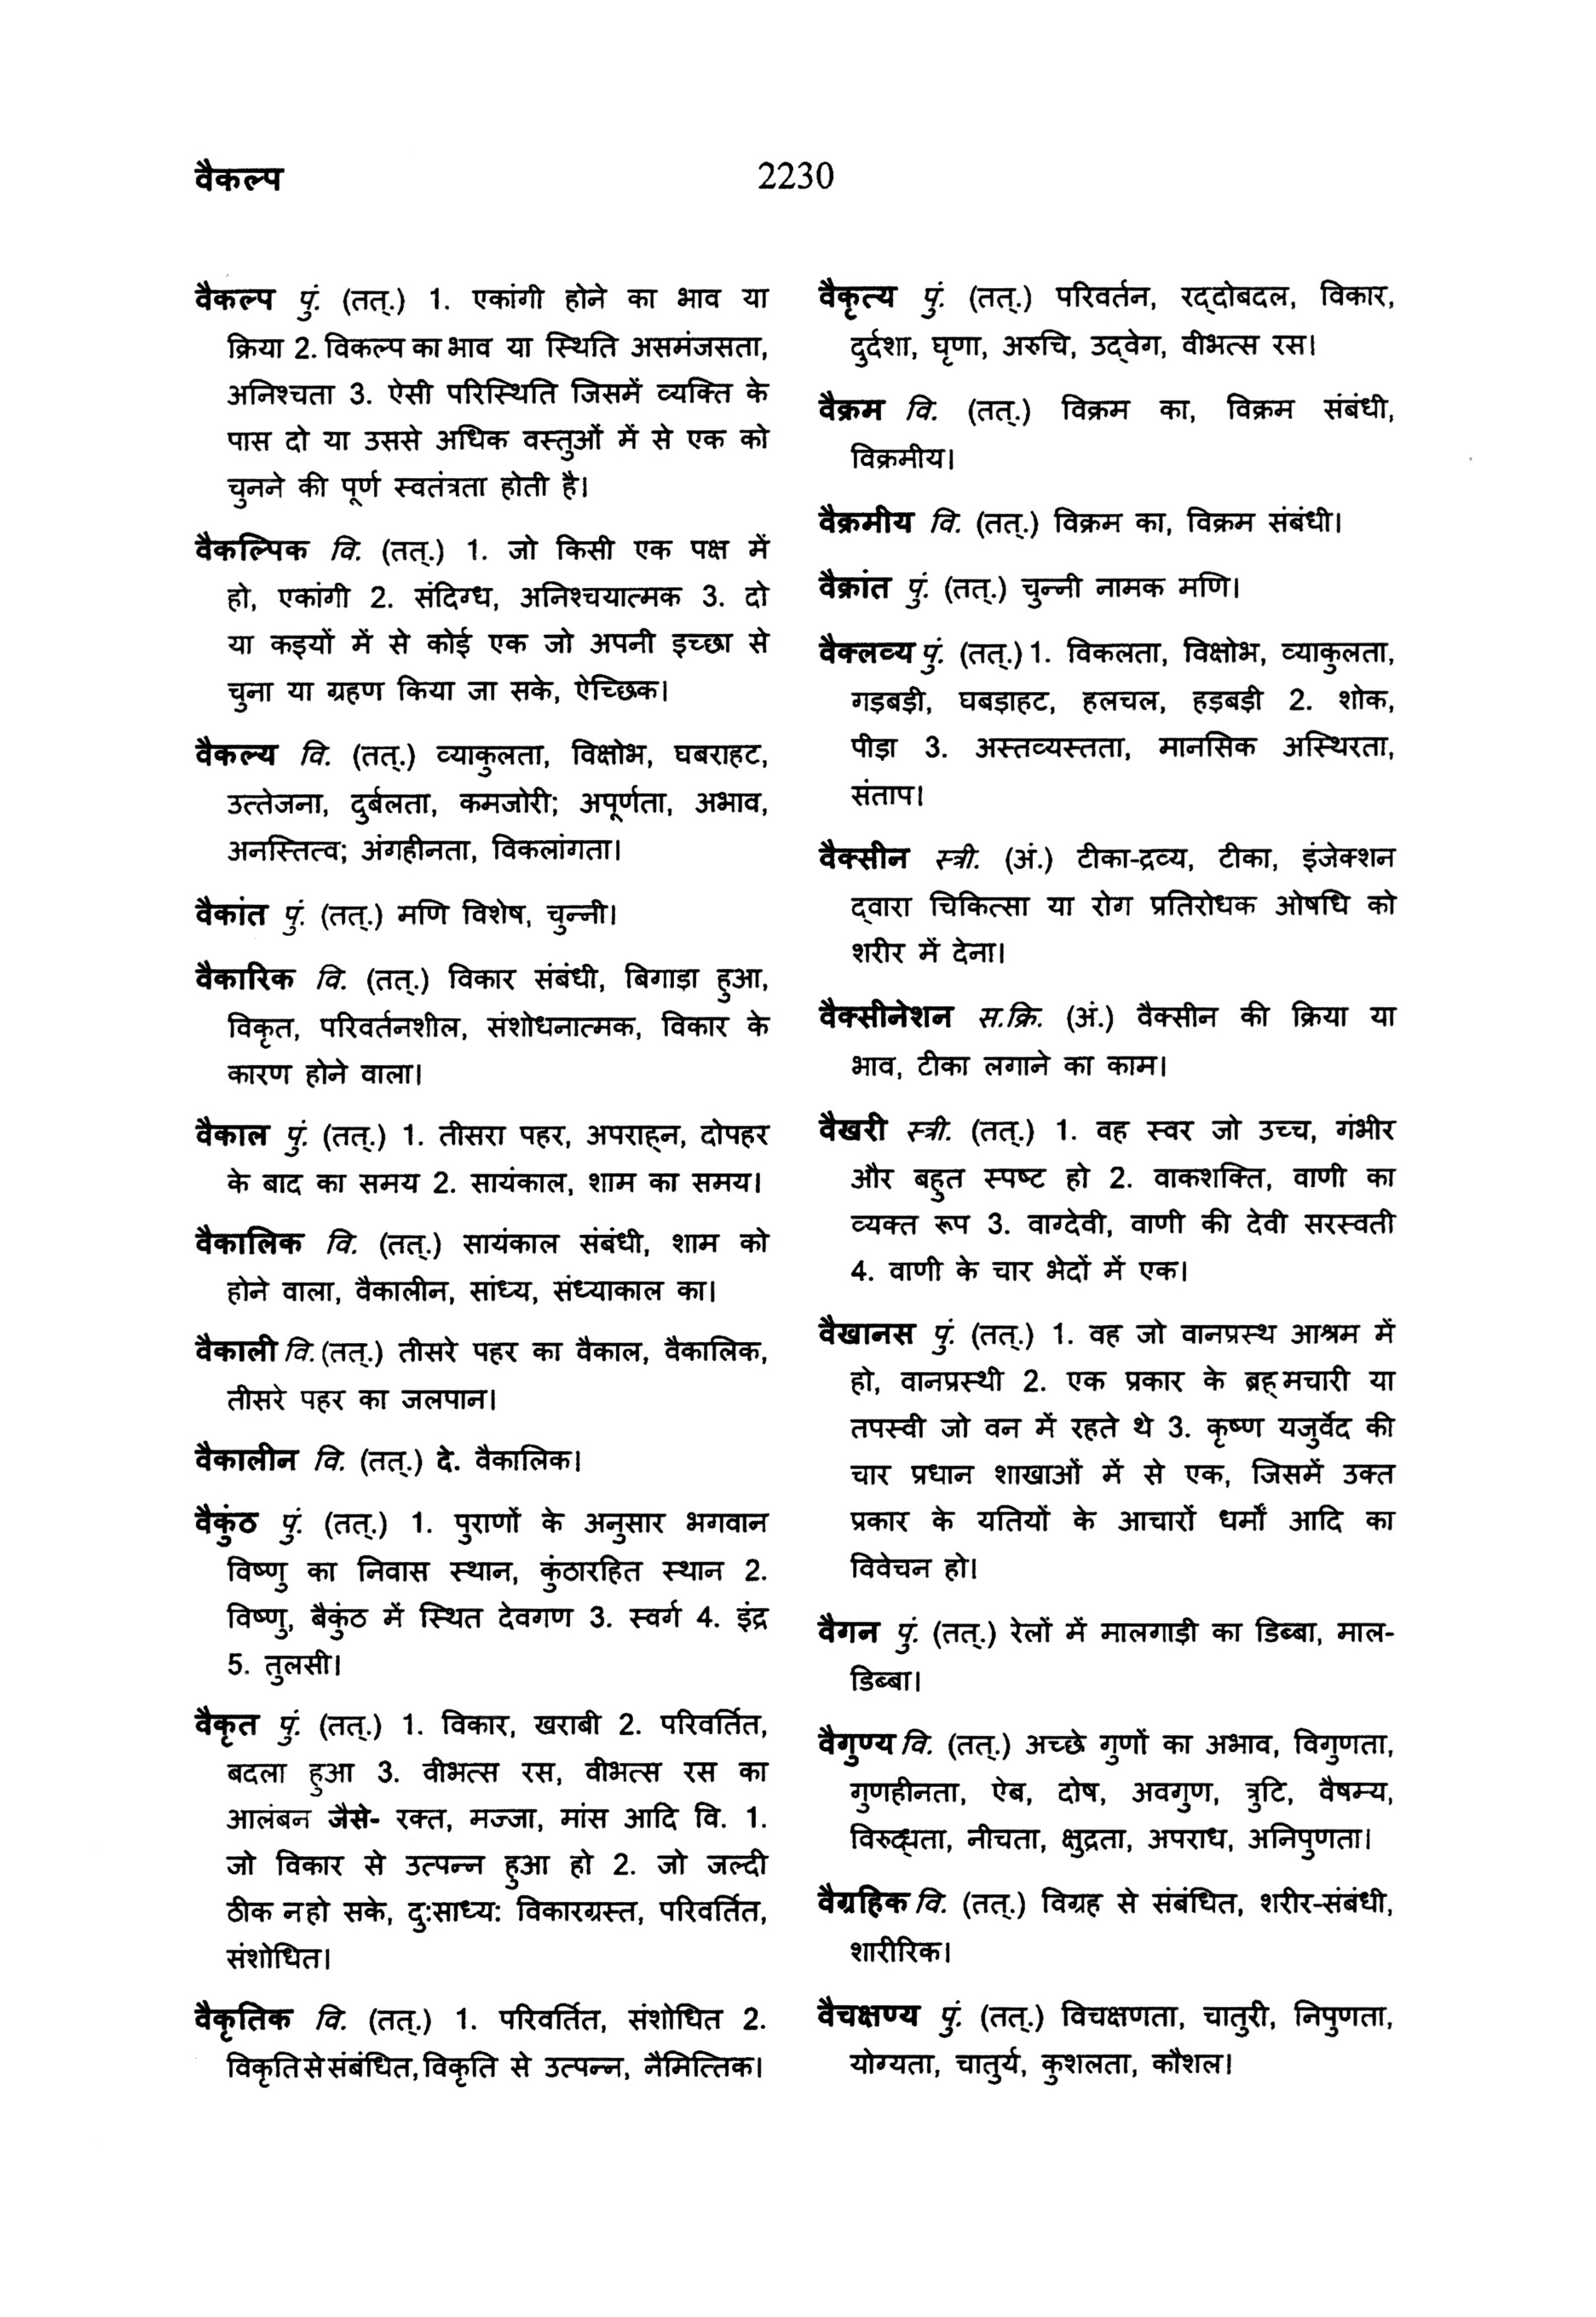 वैकल्प
2230
वैकल्प पुं. (तत्.) 1. एकांगी होने का भाव या
क्रिया 2. विकल्प का भाव या स्थिति असमंजसता,
अनिश्चता 3. ऐसी परिस्थिति जिसमें व्यक्ति के
पास दो या उससे अधिक वस्तुओं में से एक को
चुनने की पूर्ण स्वतंत्रता होती है।
वैकल्पिक वि. (तत्.) 1. जो किसी एक पक्ष में
हो, एकांगी 2. संदिग्ध, अनिश्चयात्मक 3. दो
या कइयों में से कोई एक जो अपनी इच्छा से
चुना या ग्रहण किया जा सके, ऐच्छिक।
वैकल्य वि. (तत्.) व्याकुलता, विक्षोभ, घबराहट,
उत्तेजना, दुर्बलता, कमजोरी; अपूर्णता, अभाव,
अनस्तित्व; अंगहीनता, विकलांगता।
वैकांत पुं. (तत्.) मणि विशेष, चुन्नी।
वैकारिक वि. (तत्.) विकार संबंधी, बिगाड़ा हुआ,
विकृत, परिवर्तनशील, संशोधनात्मक, विकार के
कारण होने वाला।
वैकाल पुं. (तत्.) 1. तीसरा पहर, अपराह्न, दोपहर
के बाद का समय 2. सायंकाल, शाम का समय।
वैकालिक वि. (तत्.) सायंकाल संबंधी, शाम को
होने वाला, वैकालीन, सांध्य, संध्याकाल का।
वैकाली वि. (तत्.) तीसरे पहर का वैकाल, वैकालिक,
तीसरे पहर का जलपान।
वैकालीन वि. (तत्.) दे. वैकालिक।
वैकुंठ पुं. (तत्.) 1. पुराणों के अनुसार भगवान
विष्णु का निवास स्थान, कुंठारहित स्थान 2.
विष्णु, बैकुंठ में स्थित देवगण 3. स्वर्ग 4. इंद्र
5. तुलसी।
वैकृत पुं. (तत्.) 1. विकार, खराबी 2. परिवर्तित,
बदला हुआ 3. वीभत्स रस, वीभत्स रस का
आलंबन जैसे- रक्त, मज्जा, मांस आदि वि. 1.
जो विकार से उत्पन्न हुआ हो 2. जो जल्दी
ठीक न हो सके, दु:साध्य: विकारग्रस्त, परिवर्तित,
संशोधित।
वैकृतिक वि. (तत्.) 1. परिवर्तित, संशोधित 2.
विकृति से संबंधित, विकृति से उत्पन्न, नैमित्तिक।
वैकृत्य पुं. (तत्.) परिवर्तन, रद्दोबदल, विकार,
दुर्दशा, घृणा, अरुचि, उद्वेग, वीभत्स रस।
वैक्रम वि. (तत्.) विक्रम का, विक्रम संबंधी,
विक्रमीय।
वैक्रमीय वि. (तत्.) विक्रम का, विक्रम संबंधी।
वैक्रांत पुं. (तत्.) चुन्नी नामक मणि।
वैक्लव्य पुं. (तत्.) 1. विकलता, विक्षोभ, व्याकुलता,
गड़बड़ी, घबड़ाहट, हलचल, हड़बड़ी 2. शोक,
पीड़ा 3. अस्तव्यस्तता, मानसिक अस्थिरता,
संताप।
वैक्सीन स्त्री. (अं.) टीका-द्रव्य, टीका, इंजेक्शन
द्वारा चिकित्सा या रोग प्रतिरोधक ओषधि को
शरीर में देना।
वैक्सीनेशन स.क्रि. (अं.) वैक्सीन की क्रिया या
भाव, टीका लगाने का काम।
वैखरी स्त्री. (तत्.) 1. वह स्वर जो उच्च, गंभीर
और बहुत स्पष्ट हो 2. वाकशक्ति, वाणी का
व्यक्त रूप 3. वाग्देवी, वाणी की देवी सरस्वती
4. वाणी के चार भेदों में एक।
वैखानस पुं. (तत्.) 1. वह जो वानप्रस्थ आश्रम में
हो, वानप्रस्थी 2. एक प्रकार के ब्रह्मचारी या
तपस्वी जो वन में रहते थे 3. कृष्ण यजुर्वेद की
चार प्रधान शाखाओं में से एक, जिसमें उक्त
प्रकार के यतियों के आचारों धर्मों आदि का
विवेचन हो।
वैगन पुं. (तत्.) रेलों में मालगाड़ी का डिब्बा, माल-
डिब्बा।
वैगुण्य वि. (तत्.) अच्छे गुणों का अभाव, विगुणता,
गुणहीनता, ऐब, दोष, अवगुण, त्रुटि, वैषम्य,
विरुद्धता, नीचता, क्षुद्रता, अपराध, अनिपुणता।
वैग्रहिक वि. (तत्.) विग्रह से संबंधित, शरीर-संबंधी,
शारीरिक।
वैचक्षण्य पुं. (तत्.) विचक्षणता, चातुरी, निपुणता,
योग्यता, चातुर्य, कुशलता, कौशल।